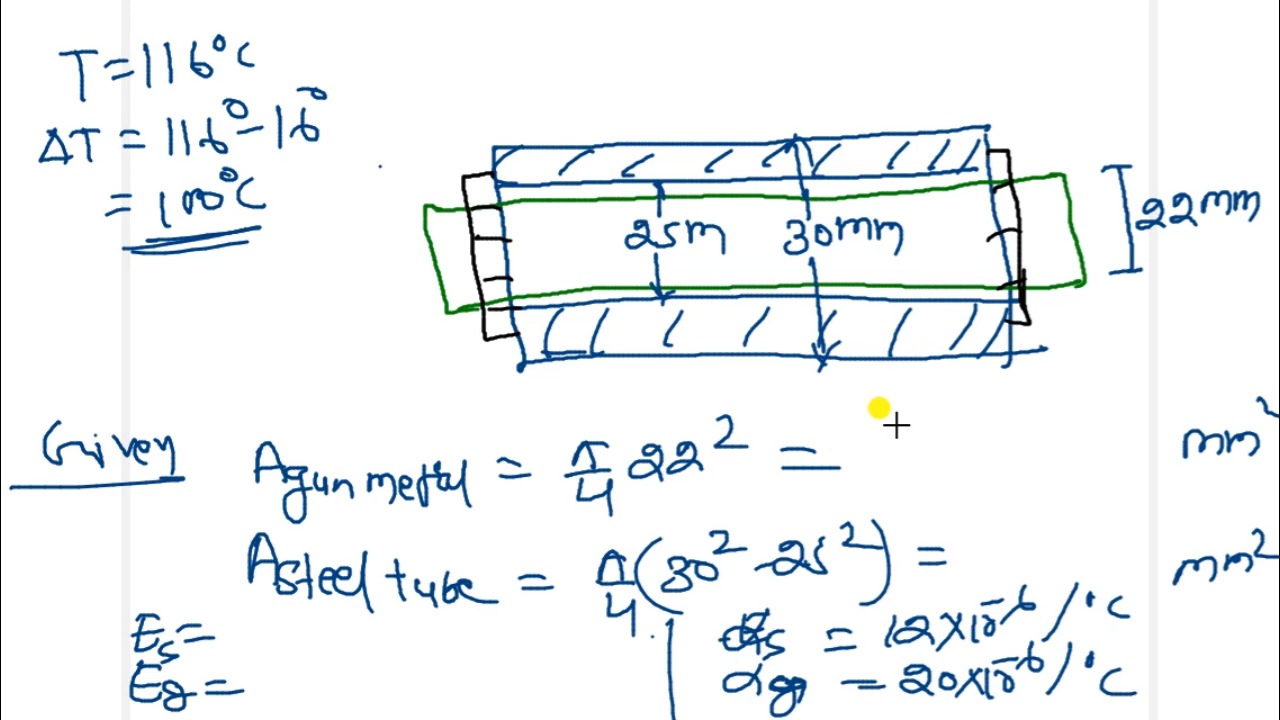 T=116°C
ΔT = 116°-16°
= 100°C
25m
30mm
22mm
Given
Agun metal = π/4 22² = mm²
Asteel tube = π/4 (30²-25²) = mm²
Es=
Eg=
αs = 12×10⁻⁶/°C
αg = 20×10⁻⁶/°C